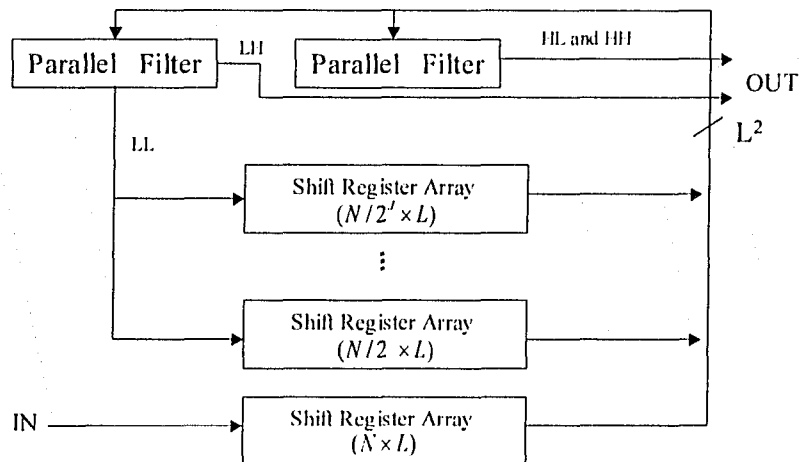 LH
HL and HH
Parallel Filter
Parallel Filter
OUT
L²
LL
Shift Register Array
(N/2^J × L)
⋮
Shift Register Array
(N/2 × L)
IN
Shift Register Array
(N × L)